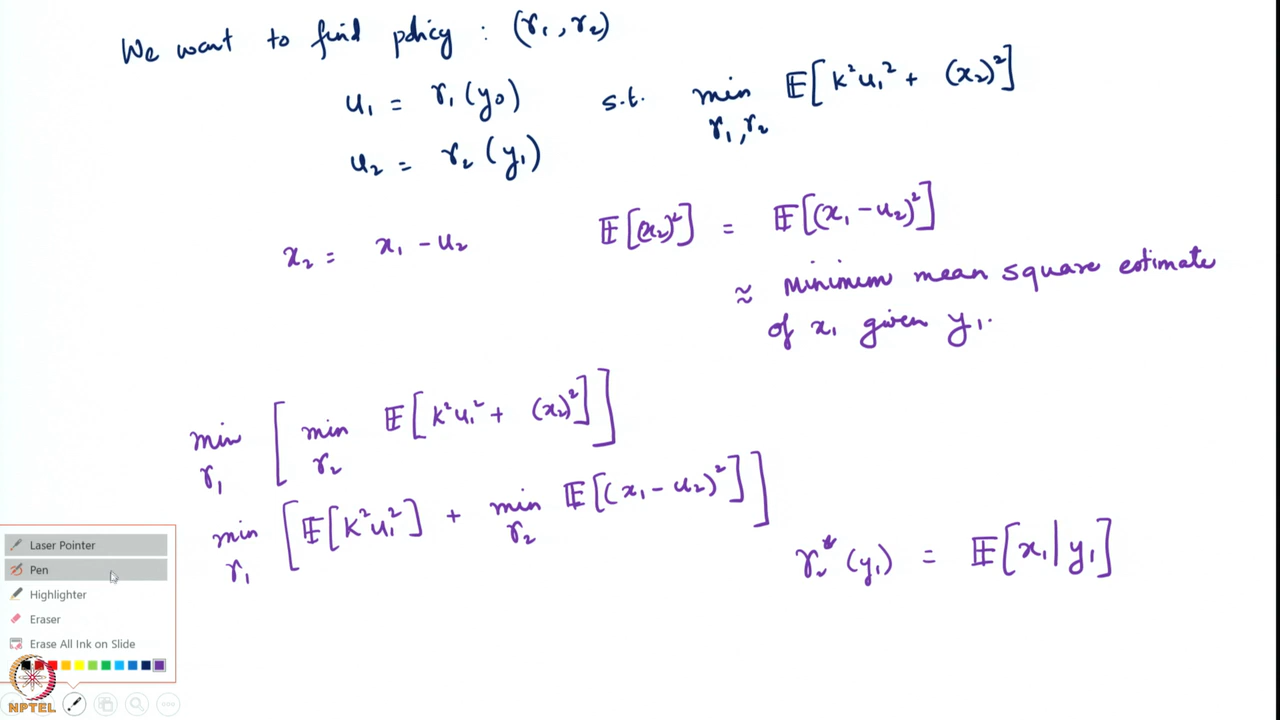 We want to find policy : (γ₁, γ₂)
u₁ = γ₁(y₀) s.t. min 𝔼[k²u₁² + (x₂)²]
γ₁,γ₂
u₂ = γ₂(y₁)
x₂ = x₁ - u₂ 𝔼[(x₂)²] = 𝔼[(x₁ - u₂)²]
≈ Minimum mean square estimate
of x₁ given y₁.
min [ min 𝔼[k²u₁² + (x₂)²] ]
γ₁ γ₂
min [ 𝔼[k²u₁²] + min 𝔼[(x₁ - u₂)²] ]
γ₁ γ₂
γ₂*(y₁) = 𝔼[x₁|y₁]
Laser Pointer
Pen
Highlighter
Eraser
Erase All Ink on Slide
NPTEL